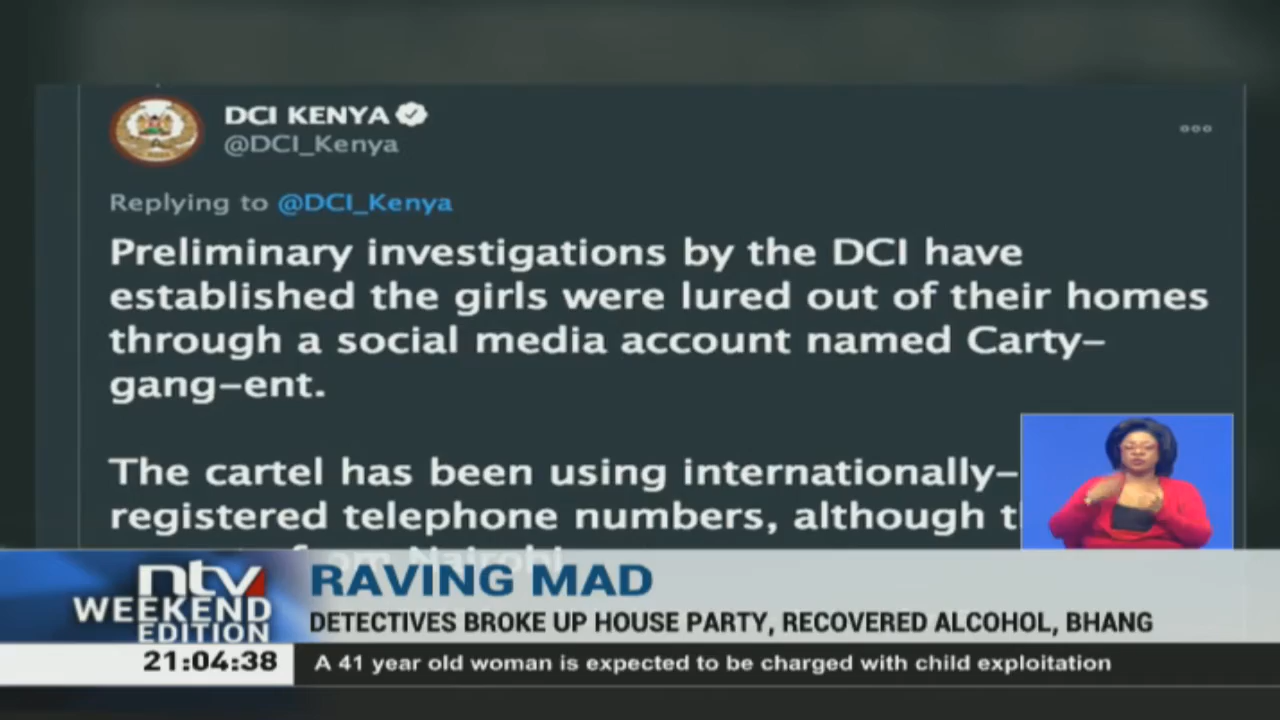 DCI KENYA
@DCI_Kenya
Replying to @DCI_Kenya
Preliminary investigations by the DCI have
established the girls were lured out of their homes
through a social media account named Carty-
gang-ent.
The cartel has been using internationally-
registered telephone numbers, although
from Nairobi
ntv
WEEKEND
EDITION
RAVING MAD
DETECTIVES BROKE UP HOUSE PARTY, RECOVERED ALCOHOL, BHANG
21:04:38
A 41 year old woman is expected to be charged with child exploitation